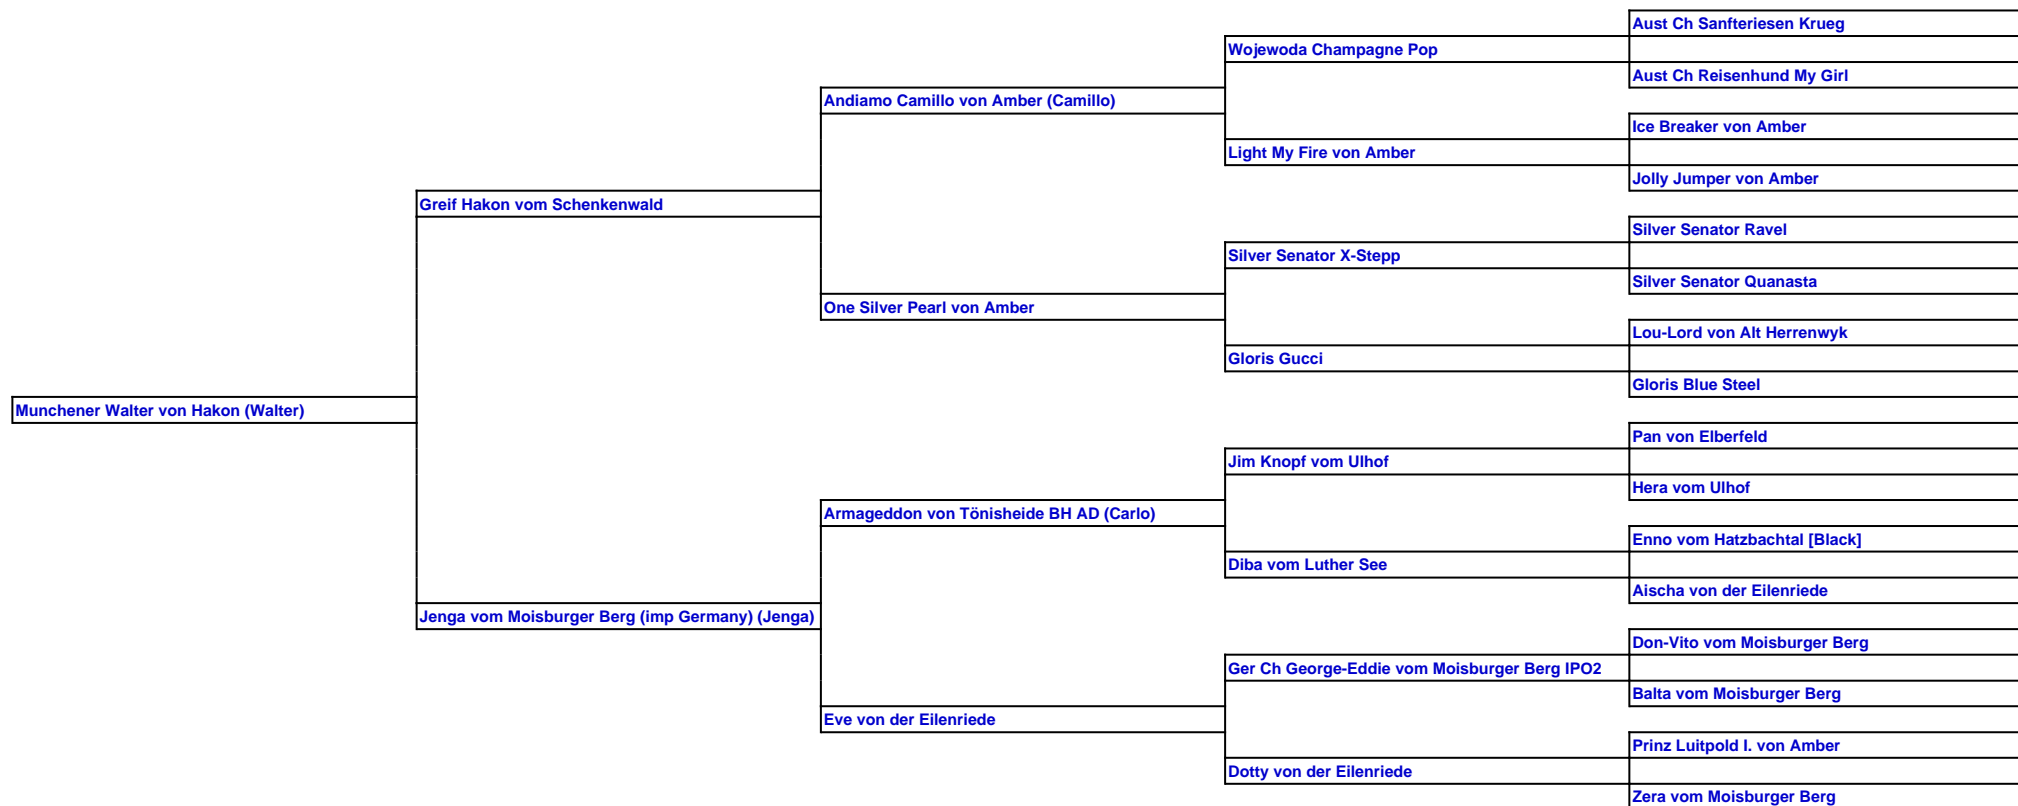 Aust Ch Sanfteriesen Krueg
Wojewoda Champagne Pop
Aust Ch Reisenhund My Girl
Andiamo Camillo von Amber (Camillo)
Ice Breaker von Amber
Light My Fire von Amber
Jolly Jumper von Amber
Greif Hakon vom Schenkenwald
Silver Senator Ravel
Silver Senator X-Stepp
Silver Senator Quanasta
One Silver Pearl von Amber
Lou-Lord von Alt Herrenwyk
Gloris Gucci
Gloris Blue Steel
Munchener Walter von Hakon (Walter)
Pan von Elberfeld
Jim Knopf vom Ulhof
Hera vom Ulhof
Armageddon von Tönisheide BH AD (Carlo)
Enno vom Hatzbachtal [Black]
Diba vom Luther See
Aischa von der Eilenriede
Jenga vom Moisburger Berg (imp Germany) (Jenga)
Don-Vito vom Moisburger Berg
Ger Ch George-Eddie vom Moisburger Berg IPO2
Balta vom Moisburger Berg
Eve von der Eilenriede
Prinz Luitpold I. von Amber
Dotty von der Eilenriede
Zera vom Moisburger Berg